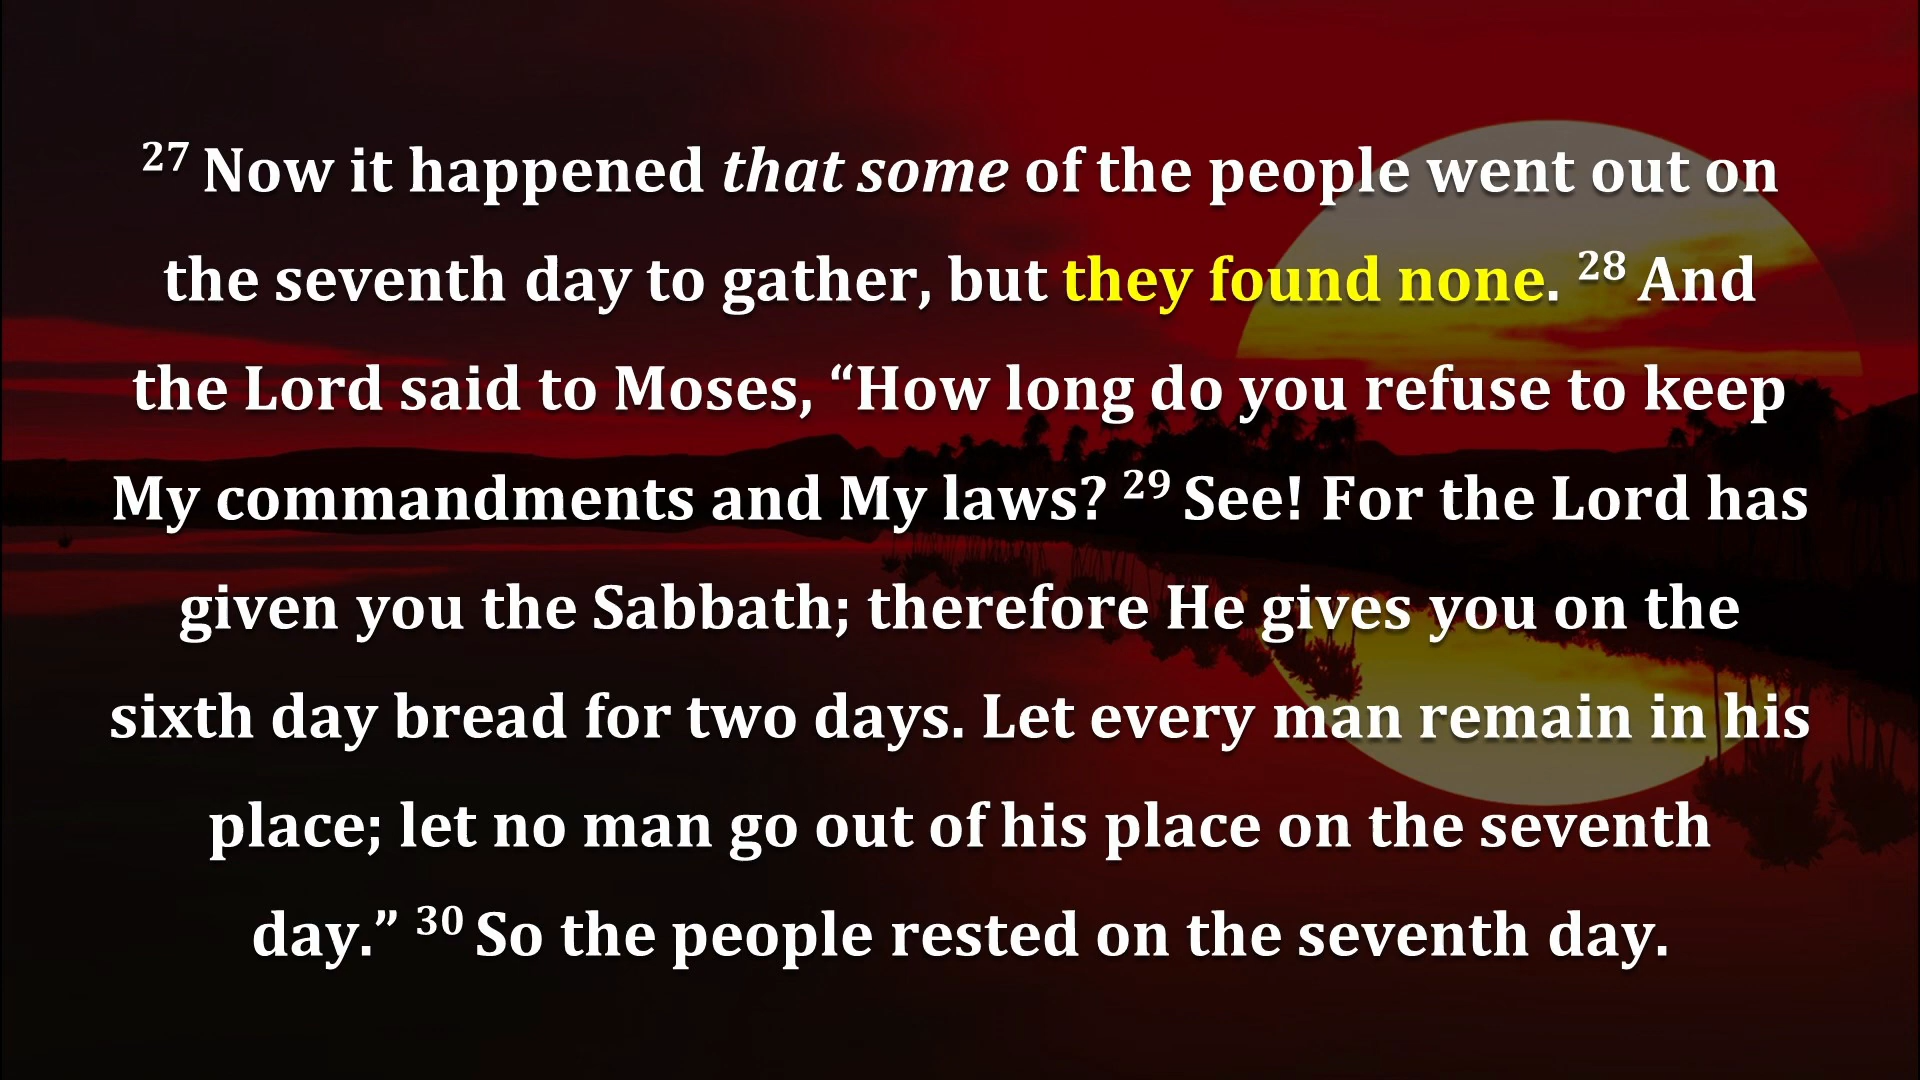 27 Now it happened that some of the people went out on
the seventh day to gather, but they found none. 28 And
the Lord said to Moses, “How long do you refuse to keep
My commandments and My laws? 29 See! For the Lord has
given you the Sabbath; therefore He gives you on the
sixth day bread for two days. Let every man remain in his
place; let no man go out of his place on the seventh
day.” 30 So the people rested on the seventh day.